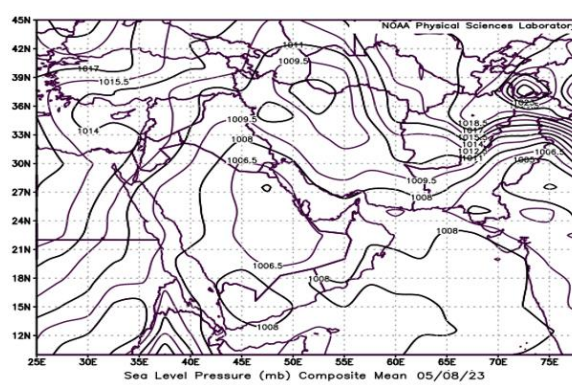 NOAA Physical Sciences Laboratory
45N
42N
39N
36N
33N
30N
27N
24N
21N
18N
15N
12N
1011
1009.5
1017
1015.5
1014
1009.5
1008
1006.5
1018.5
1017
1015.5
1014
1012.5
1011
1006.5
1005
1009.5
1008
1008
1006.5
1008
1008
25E 30E 35E 40E 45E 50E 55E 60E 65E 70E 75E
Sea Level Pressure (mb) Composite Mean 05/08/23